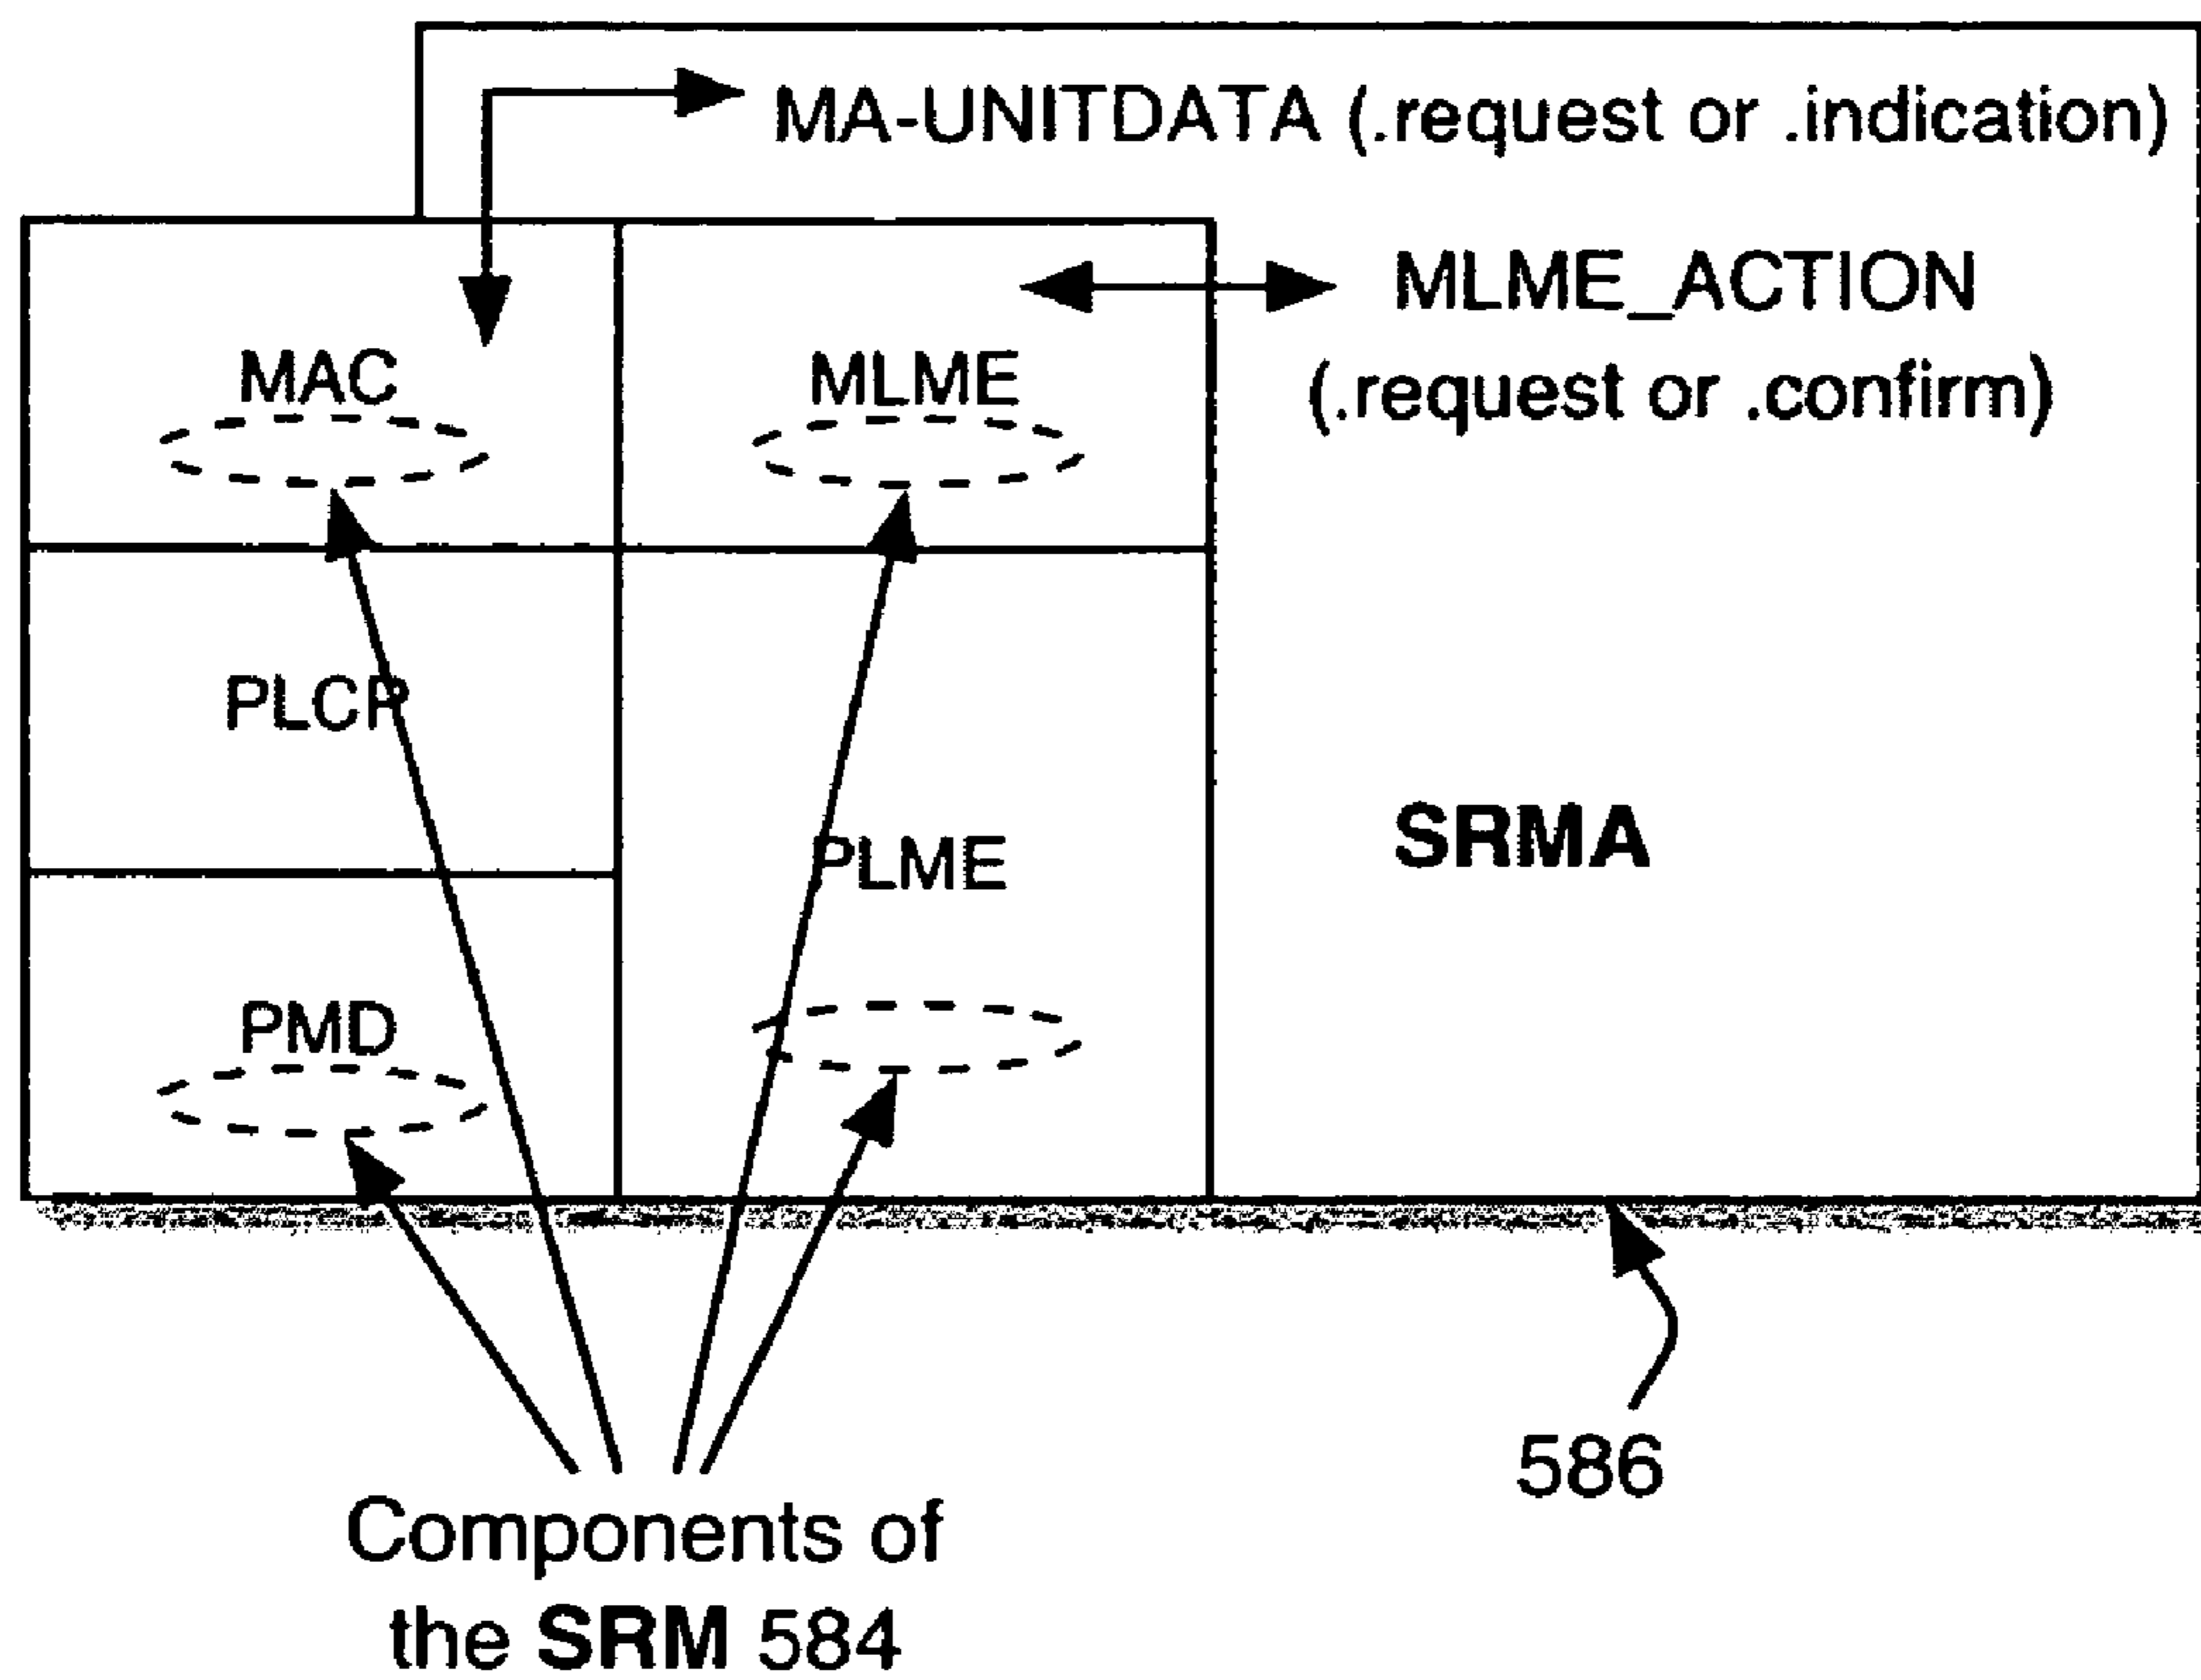 MA-UNITDATA (.request or .indication)
MLME_ACTION
(.request or .confirm)
MAC
MLME
PLCP
PLME
SRMA
PMD
586
Components of
the SRM 584